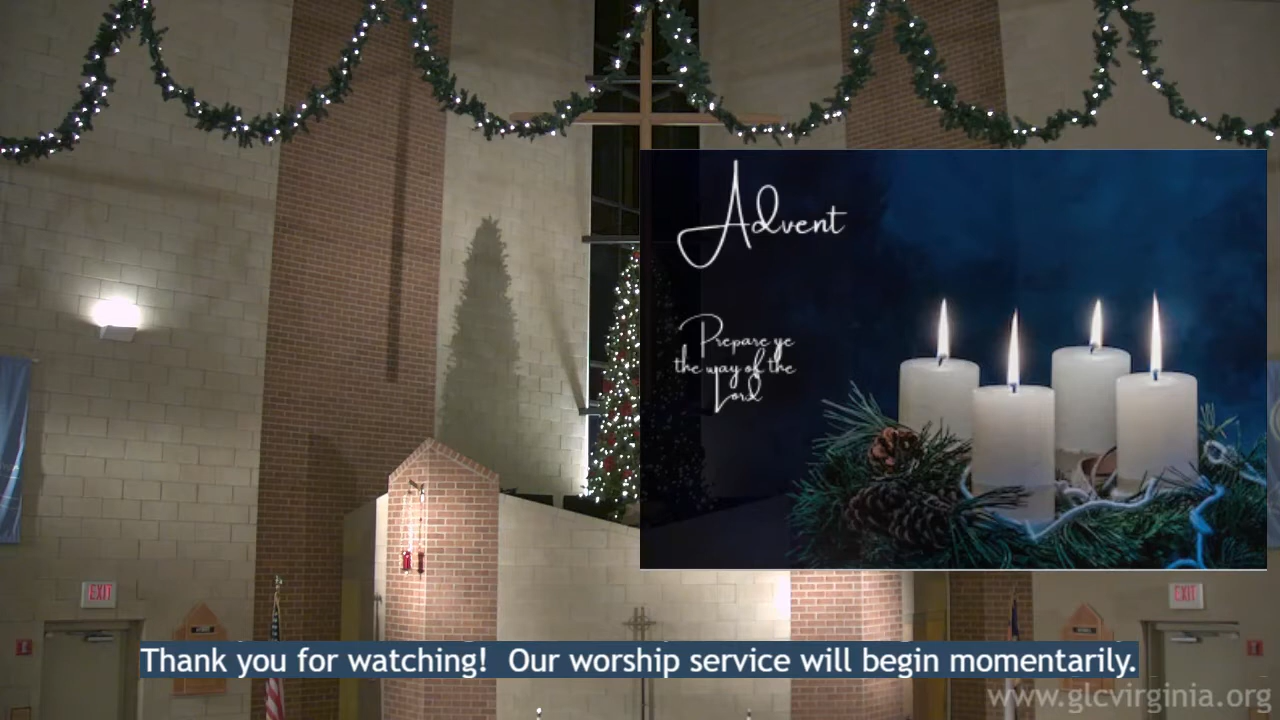 Advent
Prepare ye
the way of the
Lord
EXIT
EXIT
Thank you for watching!  Our worship service will begin momentarily.
www.glcvirginia.org